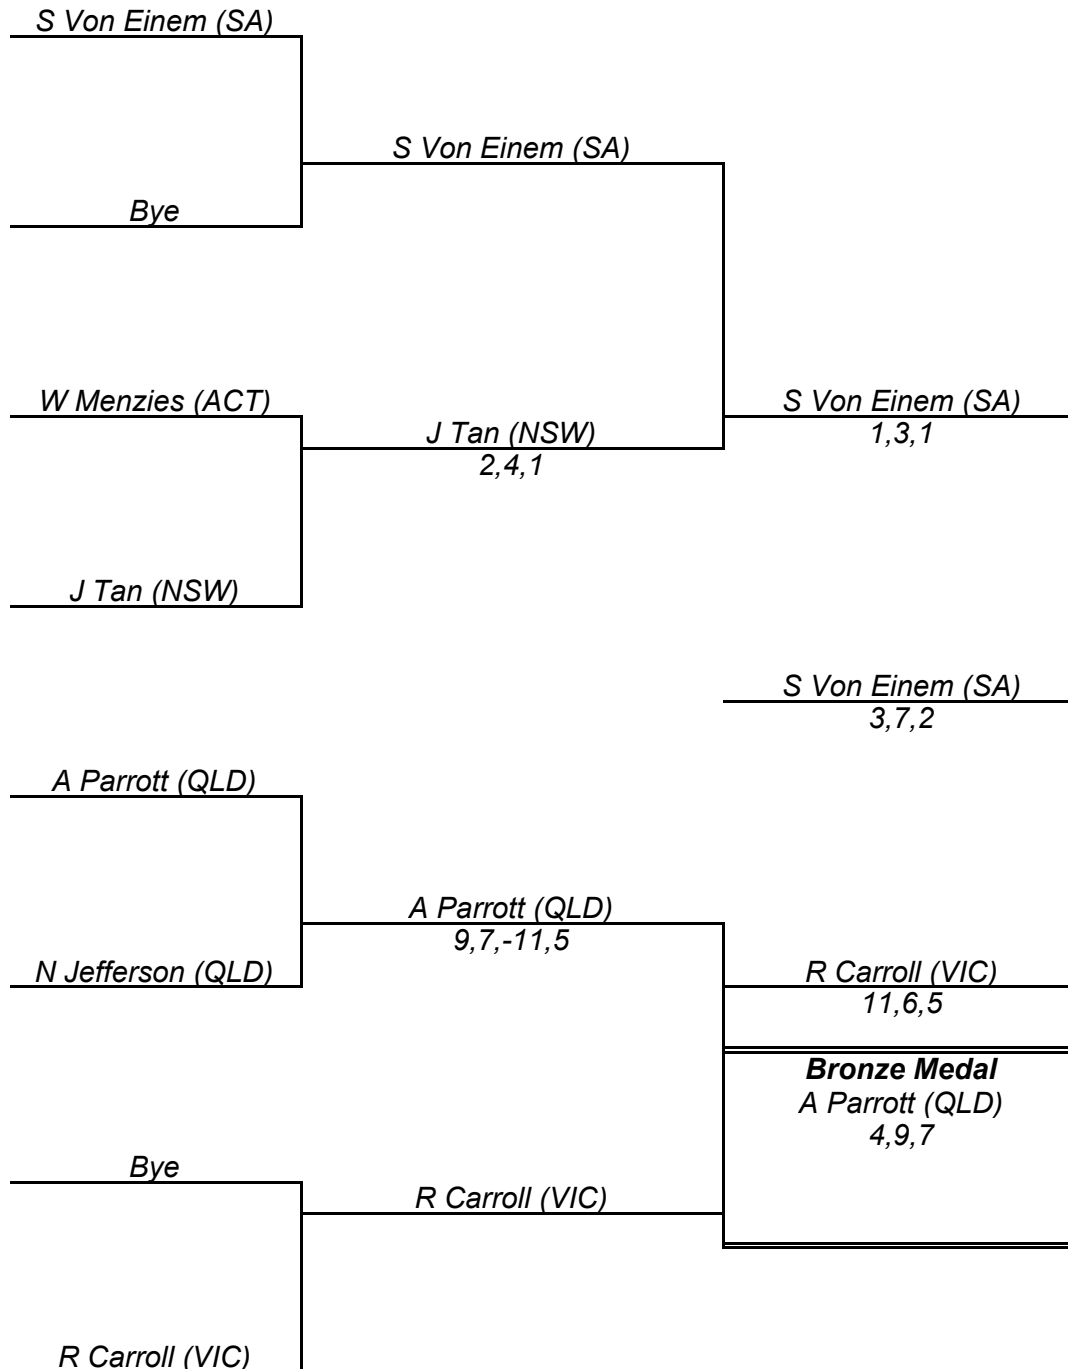 S Von Einem (SA)
S Von Einem (SA)
Bye
W Menzies (ACT)
S Von Einem (SA)
J Tan (NSW)
1,3,1
2,4,1
J Tan (NSW)
S Von Einem (SA)
3,7,2
A Parrott (QLD)
A Parrott (QLD)
9,7,-11,5
N Jefferson (QLD)
R Carroll (VIC)
11,6,5
Bronze Medal
A Parrott (QLD)
4,9,7
Bye
R Carroll (VIC)
R Carroll (VIC)